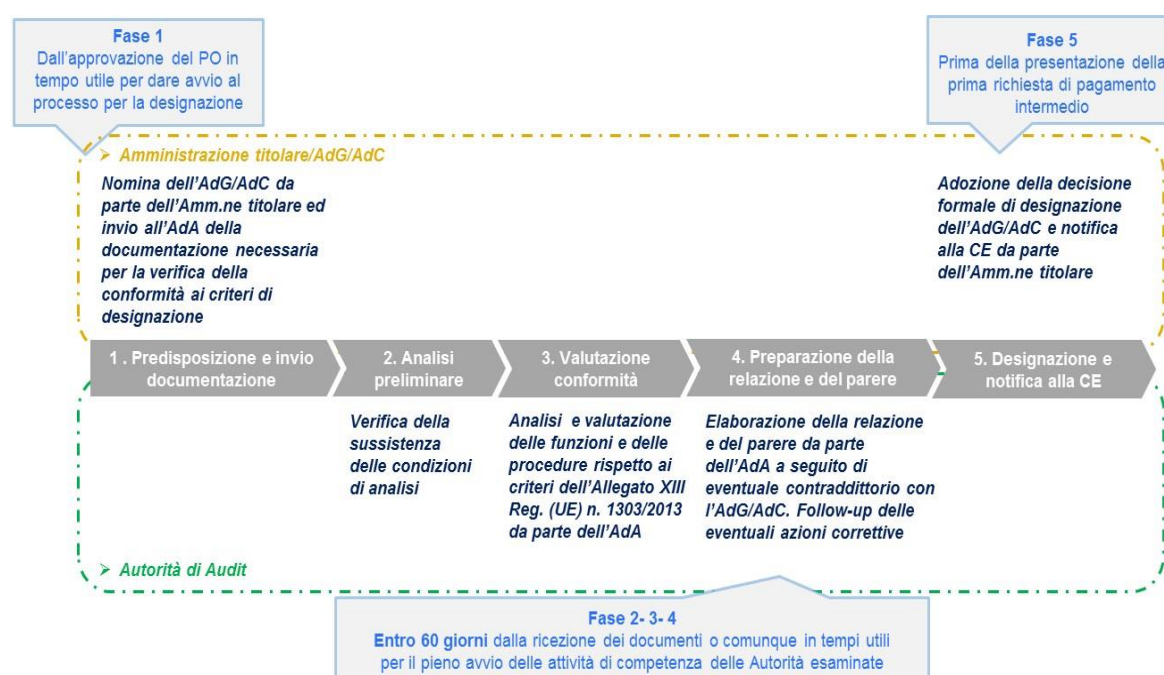 Fase 1
Dall'approvazione del PO in
tempo utile per dare avvio al
processo per la designazione
Fase 5
Prima della presentazione della
prima richiesta di pagamento
intermedio
➢ Amministrazione titolare/AdG/AdC
Nomina dell'AdG/AdC da
parte dell'Amm.ne titolare ed
invio all'AdA della
documentazione necessaria
per la verifica della
conformità ai criteri di
designazione
Adozione della decisione
formale di designazione
dell'AdG/AdC e notifica
alla CE da parte
dell'Amm.ne titolare
1 . Predisposizione e invio
documentazione
2. Analisi
preliminare
3. Valutazione
conformità
4. Preparazione della
relazione e del parere
5. Designazione e
notifica alla CE
Verifica della
sussistenza
delle condizioni
di analisi
Analisi e valutazione
delle funzioni e delle
procedure rispetto ai
criteri dell'Allegato XIII
Reg. (UE) n. 1303/2013
da parte dell'AdA
Elaborazione della relazione
e del parere da parte
dell'AdA a seguito di
eventuale contraddittorio con
l'AdG/AdC. Follow-up delle
eventuali azioni correttive
➢ Autorità di Audit
Fase 2- 3- 4
Entro 60 giorni dalla ricezione dei documenti o comunque in tempi utili
per il pieno avvio delle attività di competenza delle Autorità esaminate